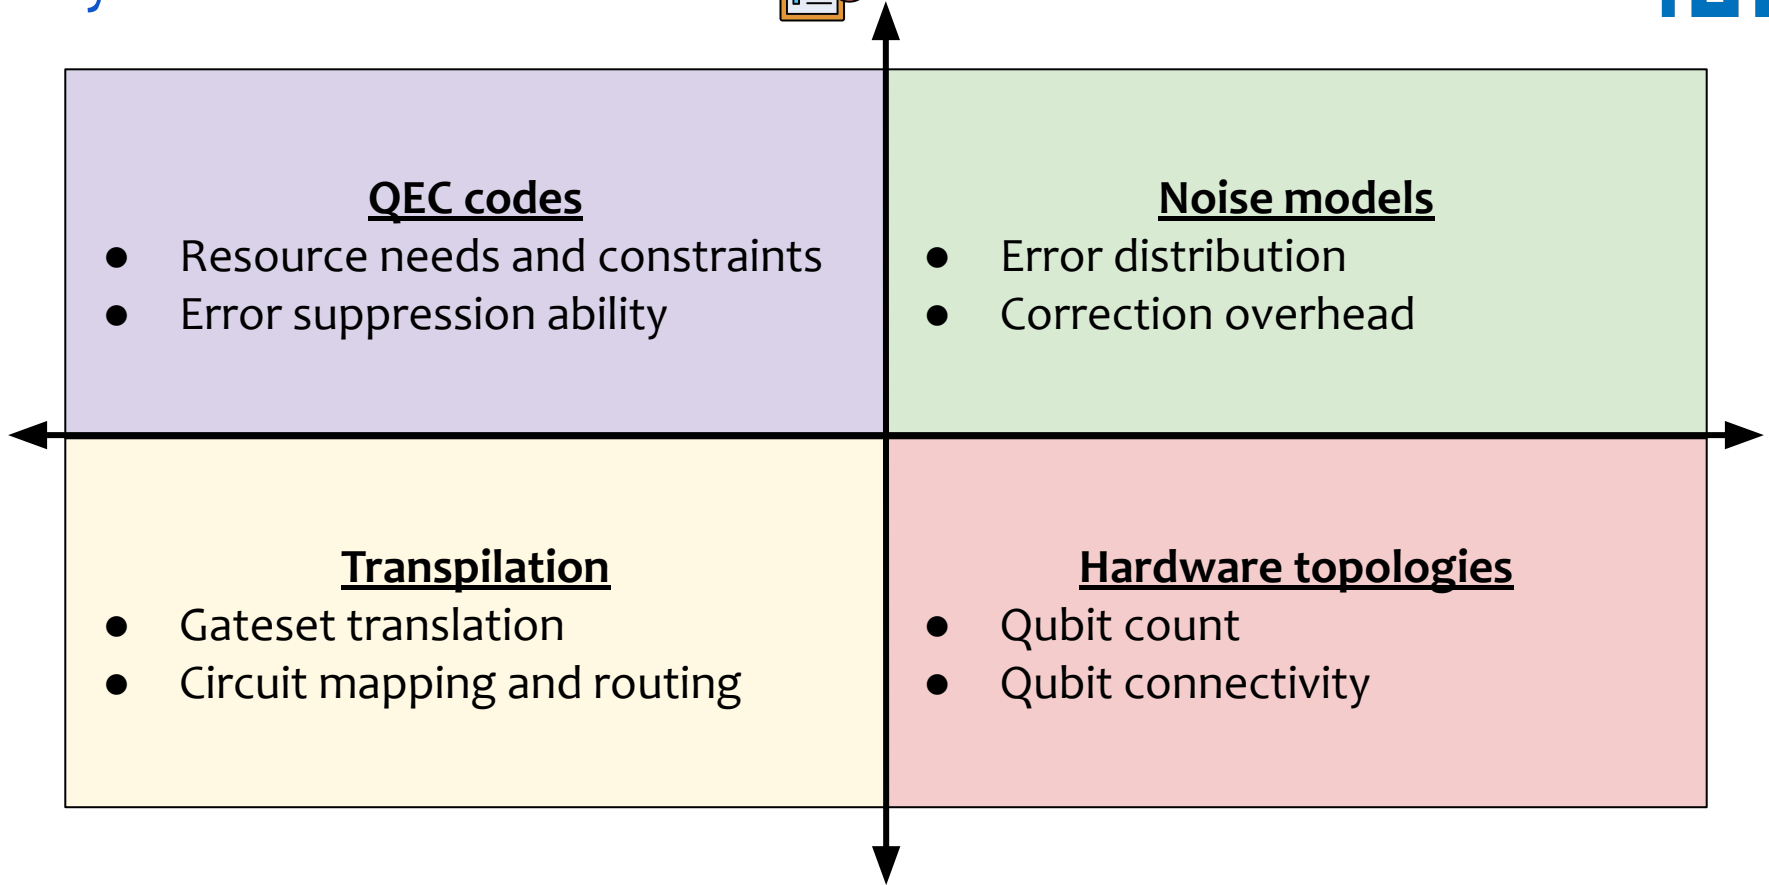 QEC codes
● Resource needs and constraints
● Error suppression ability
Noise models
● Error distribution
● Correction overhead
Transpilation
● Gateset translation
● Circuit mapping and routing
Hardware topologies
● Qubit count
● Qubit connectivity